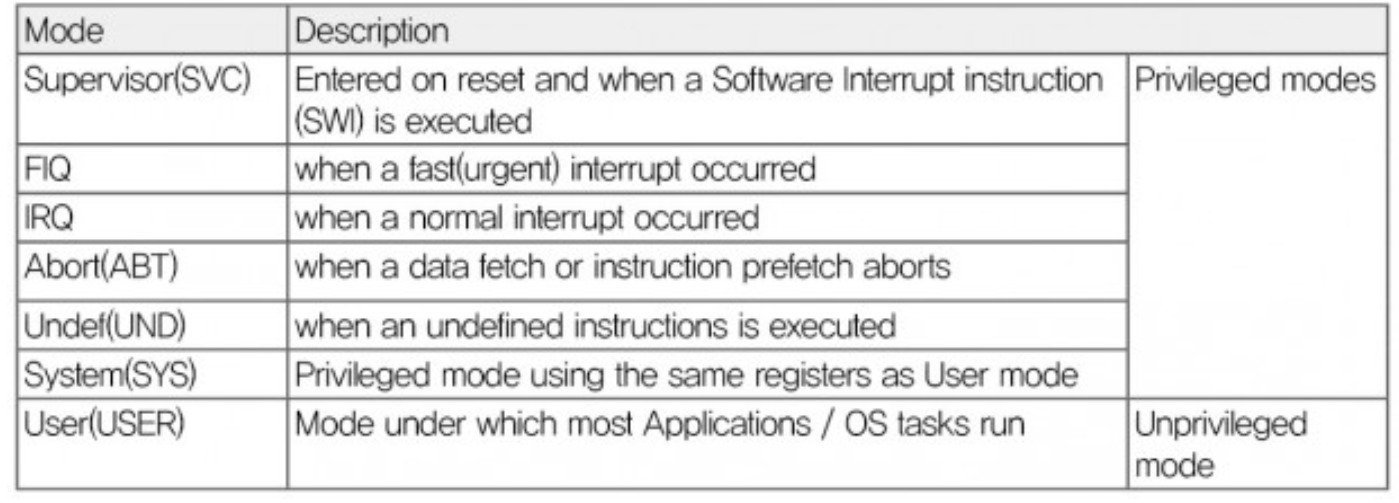 Mode Description
Supervisor(SVC) Entered on reset and when a Software Interrupt instruction Privileged modes
(SWI) is executed
FIQ when a fast(urgent) interrupt occurred
IRQ when a normal interrupt occurred
Abort(ABT) when a data fetch or instruction prefetch aborts
Undef(UND) when an undefined instructions is executed
System(SYS) Privileged mode using the same registers as User mode
User(USER) Mode under which most Applications / OS tasks run Unprivileged
mode